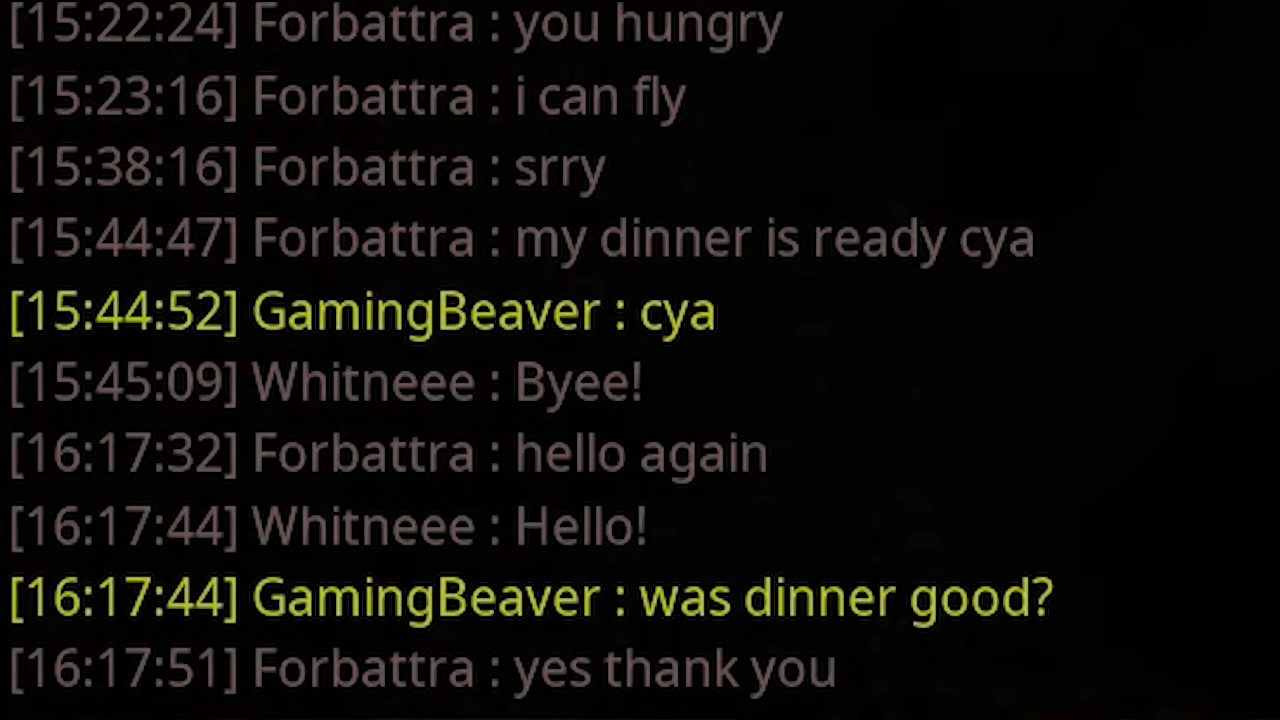 [15:22:24] Forbattra : you hungry
[15:23:16] Forbattra : i can fly
[15:38:16] Forbattra : srry
[15:44:47] Forbattra : my dinner is ready cya
[15:44:52] GamingBeaver : cya
[15:45:09] Whitneee : Byee!
[16:17:32] Forbattra : hello again
[16:17:44] Whitneee : Hello!
[16:17:44] GamingBeaver : was dinner good?
[16:17:51] Forbattra : yes thank you